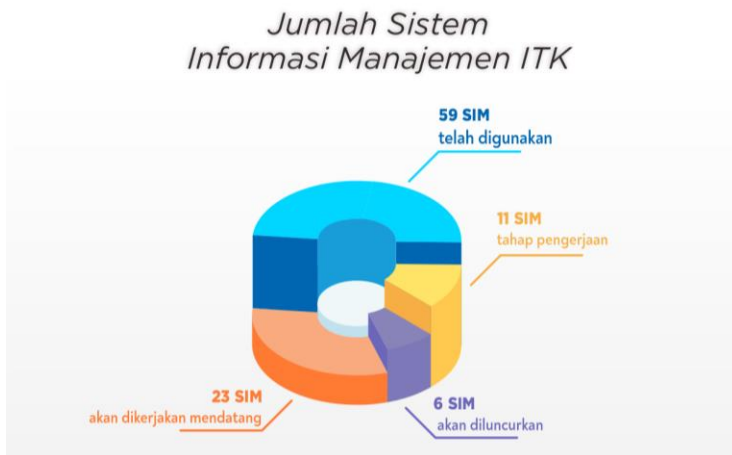 Jumlah Sistem
Informasi Manajemen ITK
59 SIM
telah digunakan
11 SIM
tahap pengerjaan
23 SIM
akan dikerjakan mendatang
6 SIM
akan diluncurkan